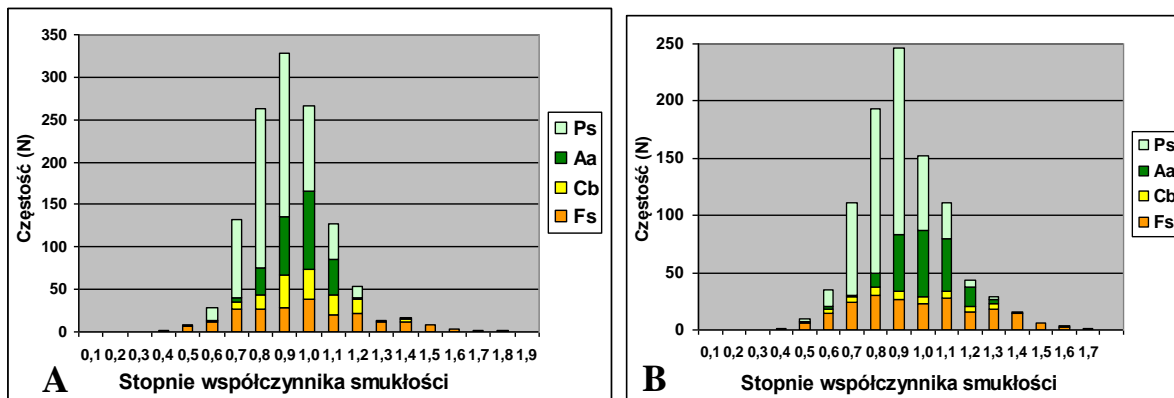 350
300
250
200
150
100
50
0
Częstość (N)
0,1 0,2 0,3 0,4 0,5 0,6 0,7 0,8 0,9 1,0 1,1 1,2 1,3 1,4 1,5 1,6 1,7 1,8 1,9
Stopnie współczynnika smukłości
Ps
Aa
Cb
Fs
A
250
200
150
100
50
0
Częstość (N)
0,1 0,2 0,3 0,4 0,5 0,6 0,7 0,8 0,9 1,0 1,1 1,2 1,3 1,4 1,5 1,6 1,7
Stopnie współczynnika smukłości
Ps
Aa
Cb
Fs
B